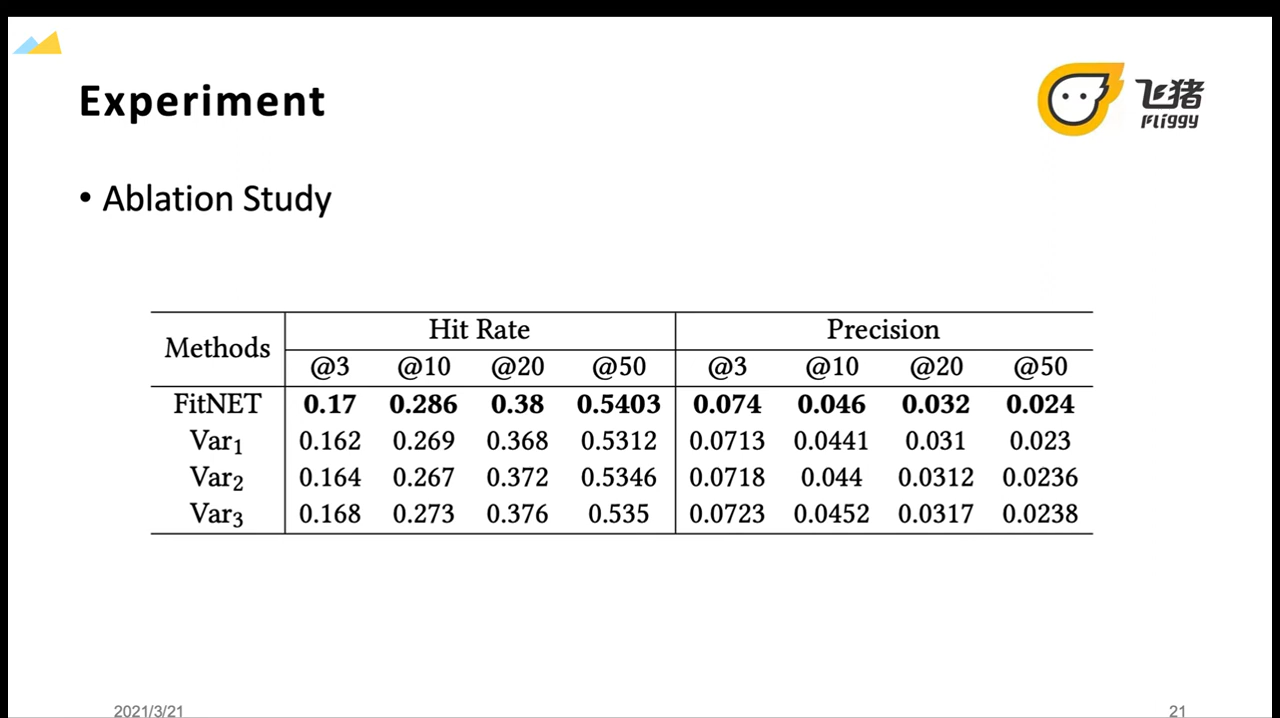 Experiment
飞猪
Fliggy
• Ablation Study
Methods Hit Rate Precision
@3 @10 @20 @50 @3 @10 @20 @50
FitNET 0.17 0.286 0.38 0.5403 0.074 0.046 0.032 0.024
Var1 0.162 0.269 0.368 0.5312 0.0713 0.0441 0.031 0.023
Var2 0.164 0.267 0.372 0.5346 0.0718 0.044 0.0312 0.0236
Var3 0.168 0.273 0.376 0.535 0.0723 0.0452 0.0317 0.0238
2021/3/21 21